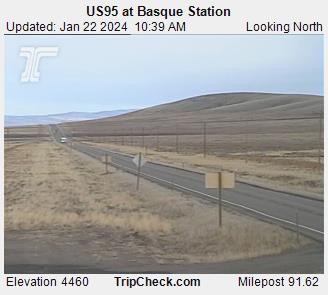 US95 at Basque Station
Updated: Jan 22 2024 10:39 AM Looking North
Elevation 4460 TripCheck.com Milepost 91.62